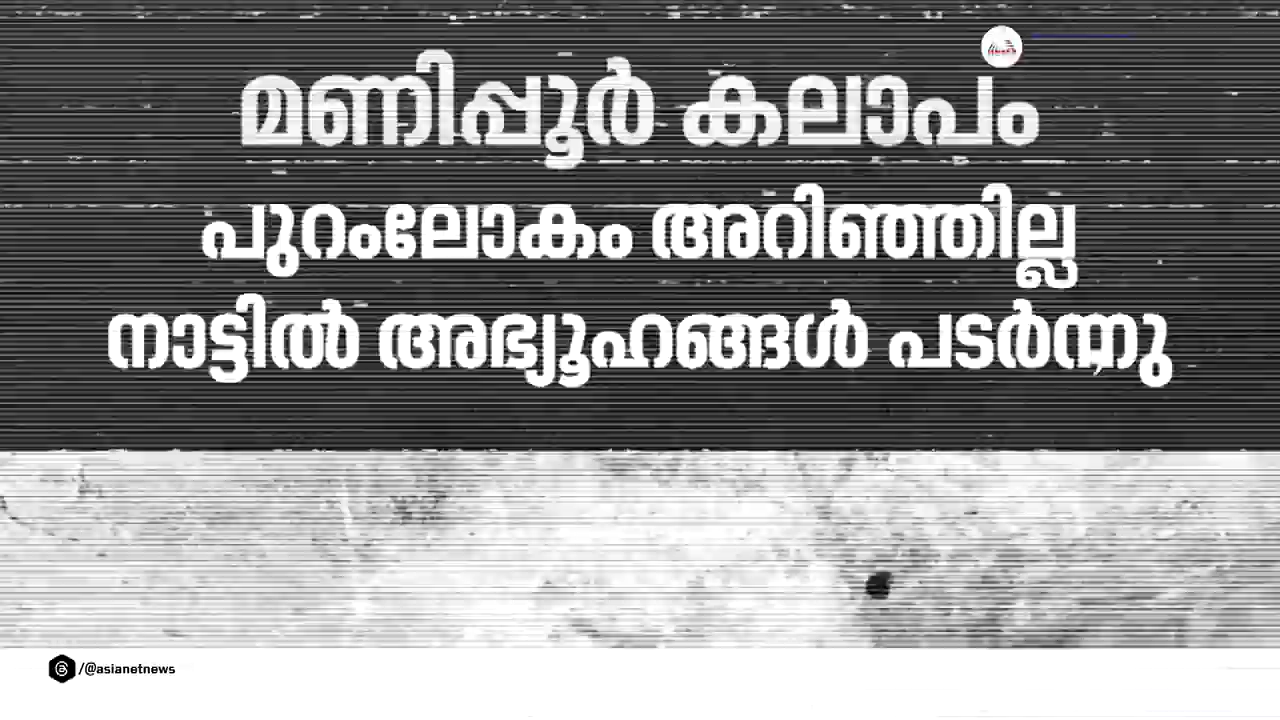 മണിപ്പൂർ കലാപം
പുറംലോകം അറിഞ്ഞില്ല
നാട്ടിൽ അഭ്യൂഹങ്ങൾ പടർന്നു
/@asianetnews